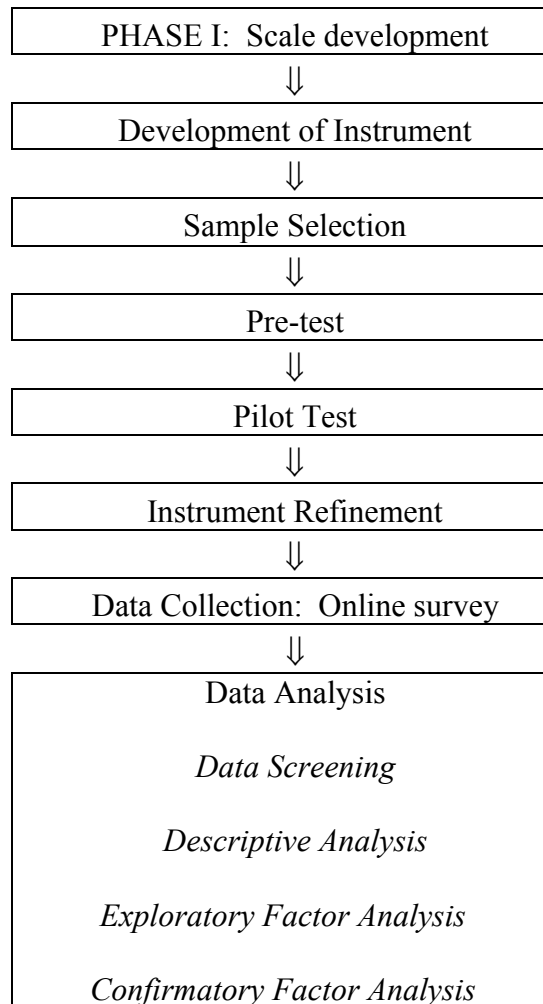 PHASE I:  Scale development
⇓
Development of Instrument
⇓
Sample Selection
⇓
Pre-test
⇓
Pilot Test
⇓
Instrument Refinement
⇓
Data Collection:  Online survey
⇓
Data Analysis
Data Screening
Descriptive Analysis
Exploratory Factor Analysis
Confirmatory Factor Analysis